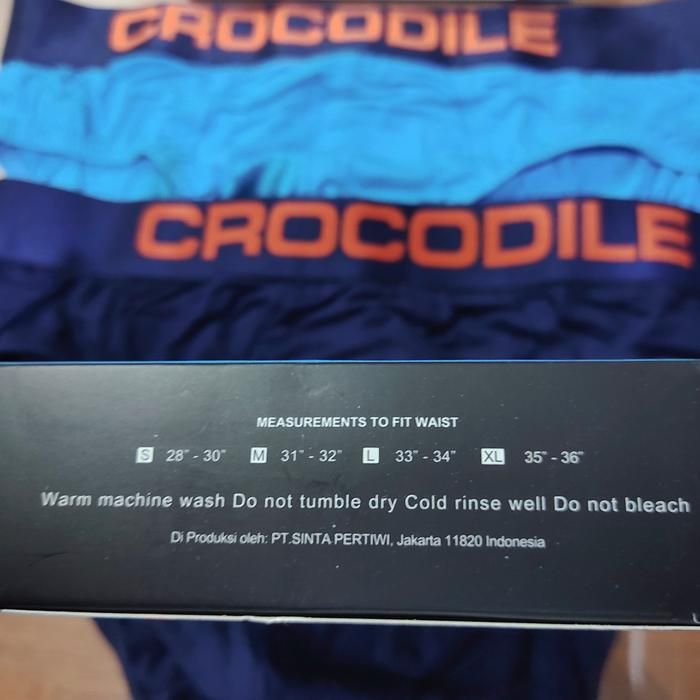 CROCODILE
CROCODILE
MEASUREMENTS TO FIT WAIST
S 28" - 30" M 31" - 32" L 33" - 34" XL 35" - 36"
Warm machine wash Do not tumble dry Cold rinse well Do not bleach
Di Produksi oleh: PT.SINTA PERTIWI, Jakarta 11820 Indonesia